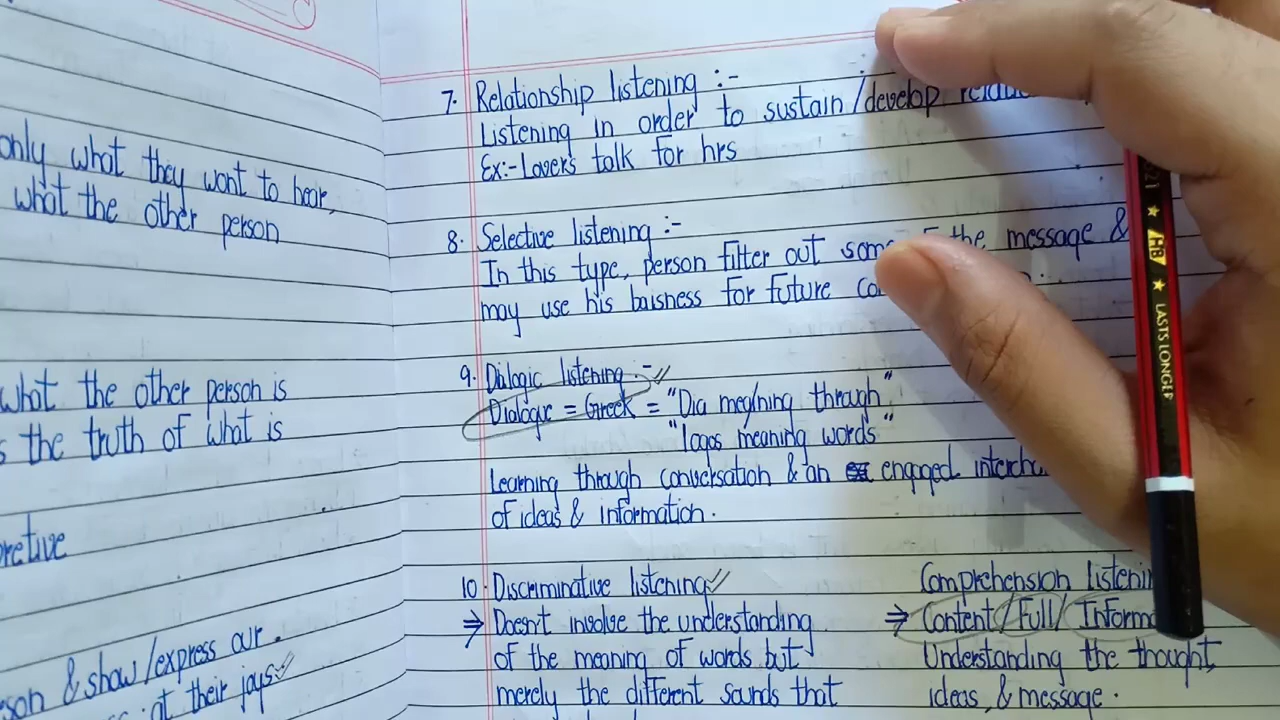 only what they want to hear,
what the other person
what the other person is
the truth of what is
& show/express our.
at their joys
7. Relationship listening :-
Listening in order to sustain/develop
Ex:- Lovers talk for hrs
8. Selective listening :-
In this type, person filter out some the message &
may use his baisness for future
9. Dialogic listening :-
Dialogic = Greek = "Dia meaning through"
"logos meaning words"
Learning through conversation & an engaged
of ideas & information.
10. Discriminative listening
⇒ Doesn't involve the understanding
of the meaning of words but
merely the different sounds that
Comprehension
⇒ Content/Full/
Understanding the thought,
ideas, & message.
21 ★ HB ★ LASTS LONGER